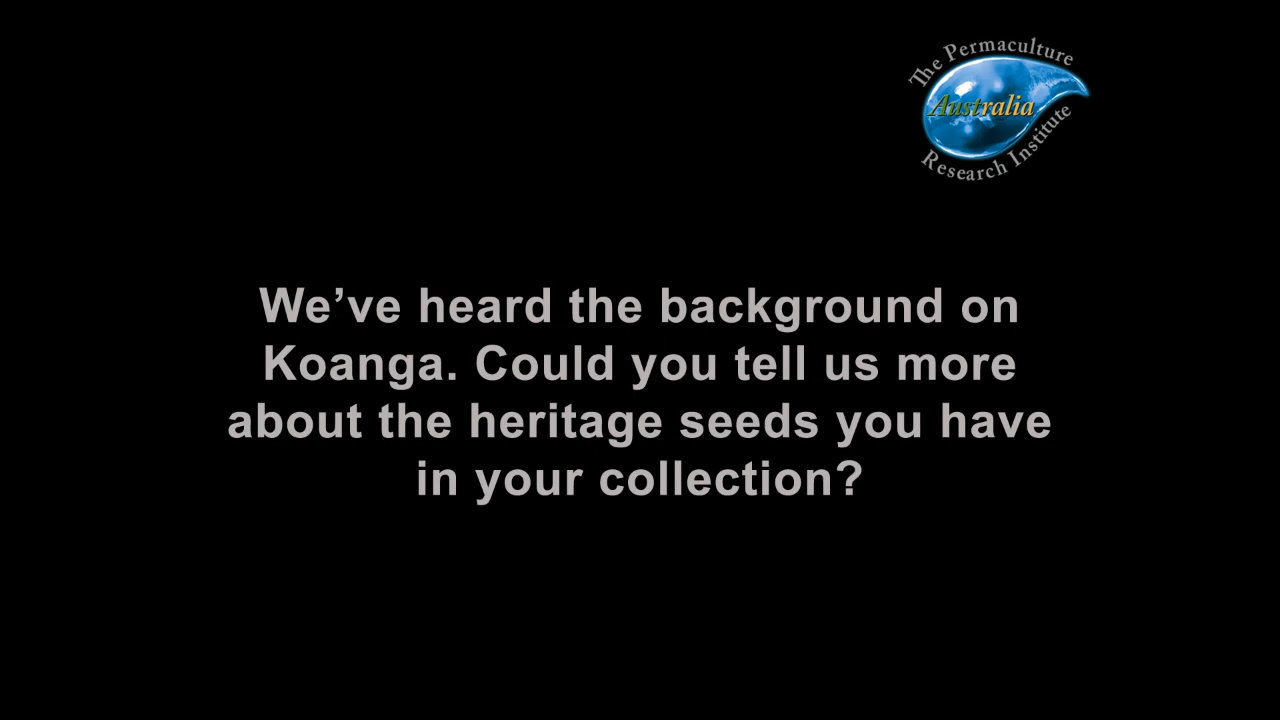 The Permaculture
Australia
Research Institute
We’ve heard the background on
Koanga. Could you tell us more
about the heritage seeds you have
in your collection?